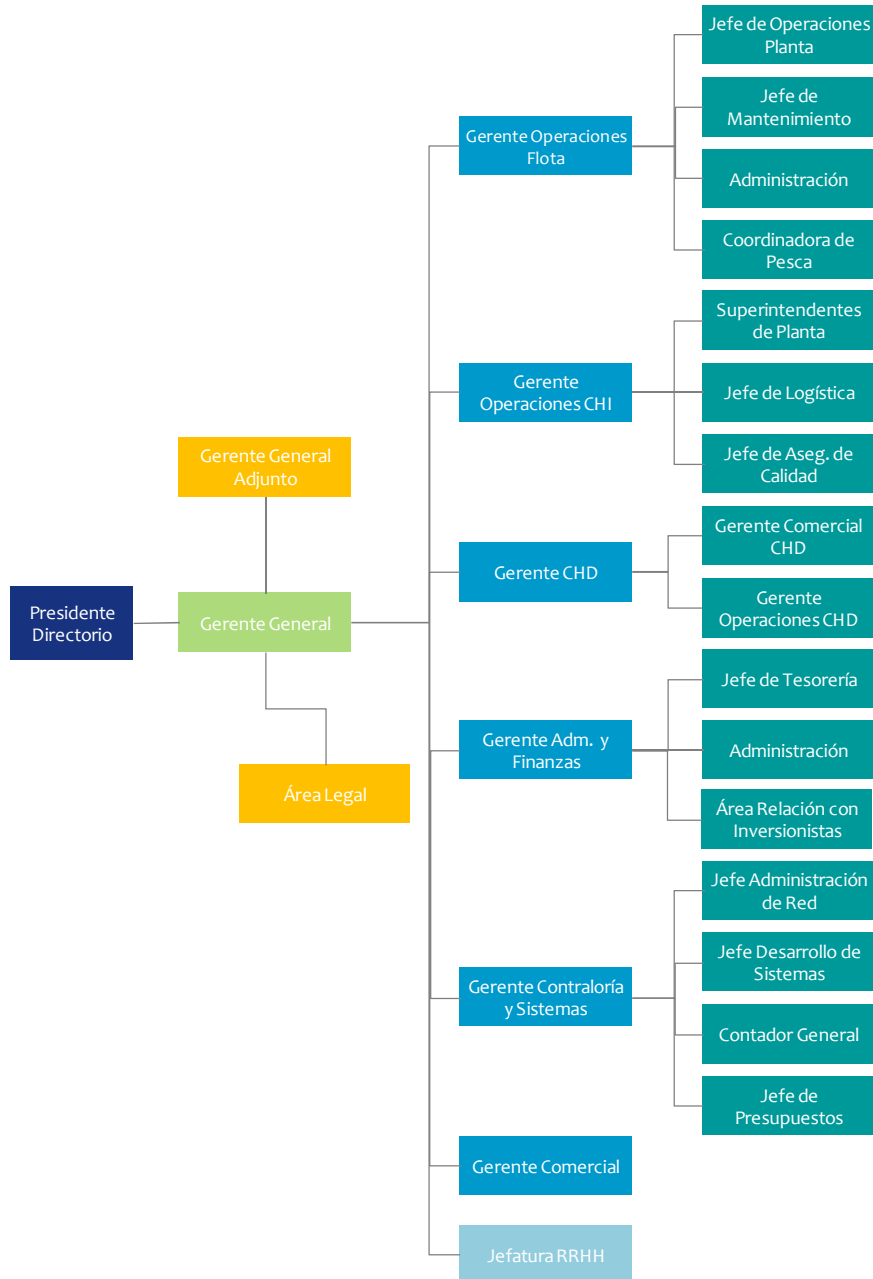 Presidente
Directorio
Gerente General
Adjunto
Gerente General
Área Legal
Gerente Operaciones
Flota
Jefe de Operaciones
Planta
Jefe de
Mantenimiento
Administración
Coordinadora de
Pesca
Gerente
Operaciones CHI
Superintendentes
de Planta
Jefe de Logística
Jefe de Aseg. de
Calidad
Gerente CHD
Gerente Comercial
CHD
Gerente
Operaciones CHD
Gerente Adm. y
Finanzas
Jefe de Tesorería
Administración
Área Relación con
Inversionistas
Gerente Contraloría
y Sistemas
Jefe Administración
de Red
Jefe Desarrollo de
Sistemas
Contador General
Jefe de
Presupuestos
Gerente Comercial
Jefatura RRHH